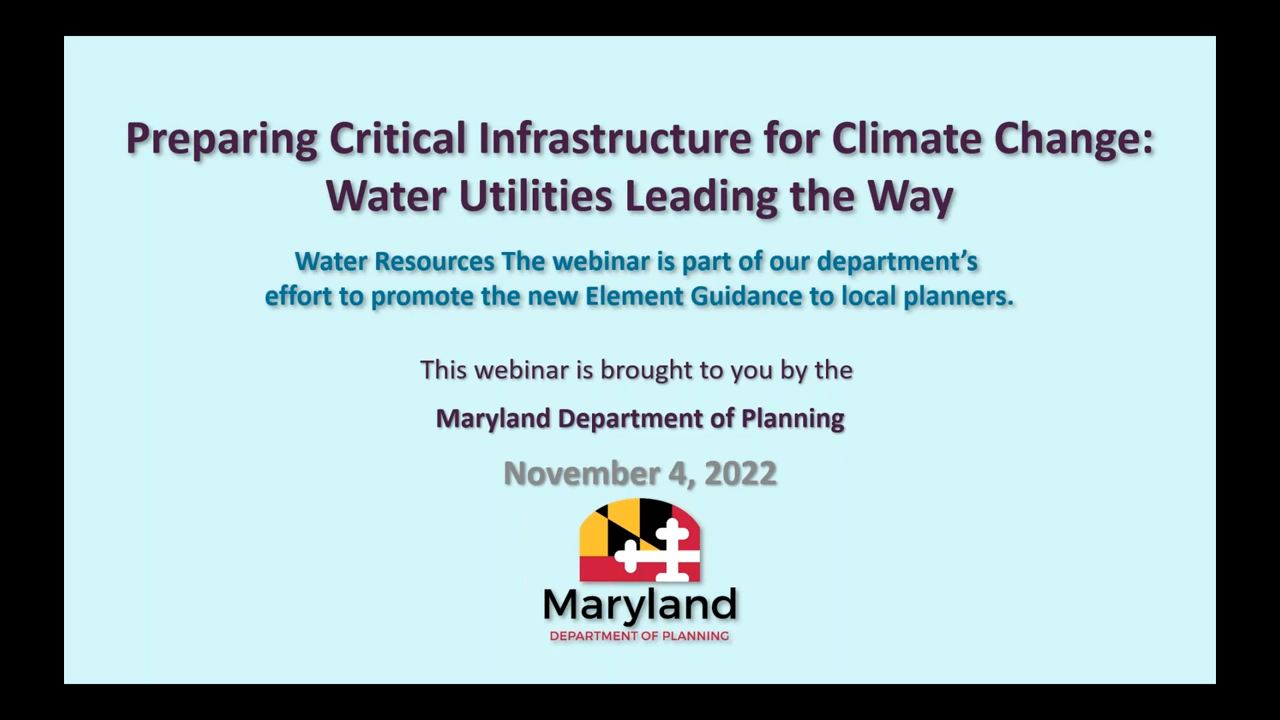 Preparing Critical Infrastructure for Climate Change:
Water Utilities Leading the Way
Water Resources The webinar is part of our department's
effort to promote the new Element Guidance to local planners.
This webinar is brought to you by the
Maryland Department of Planning
November 4, 2022
Maryland
DEPARTMENT OF PLANNING